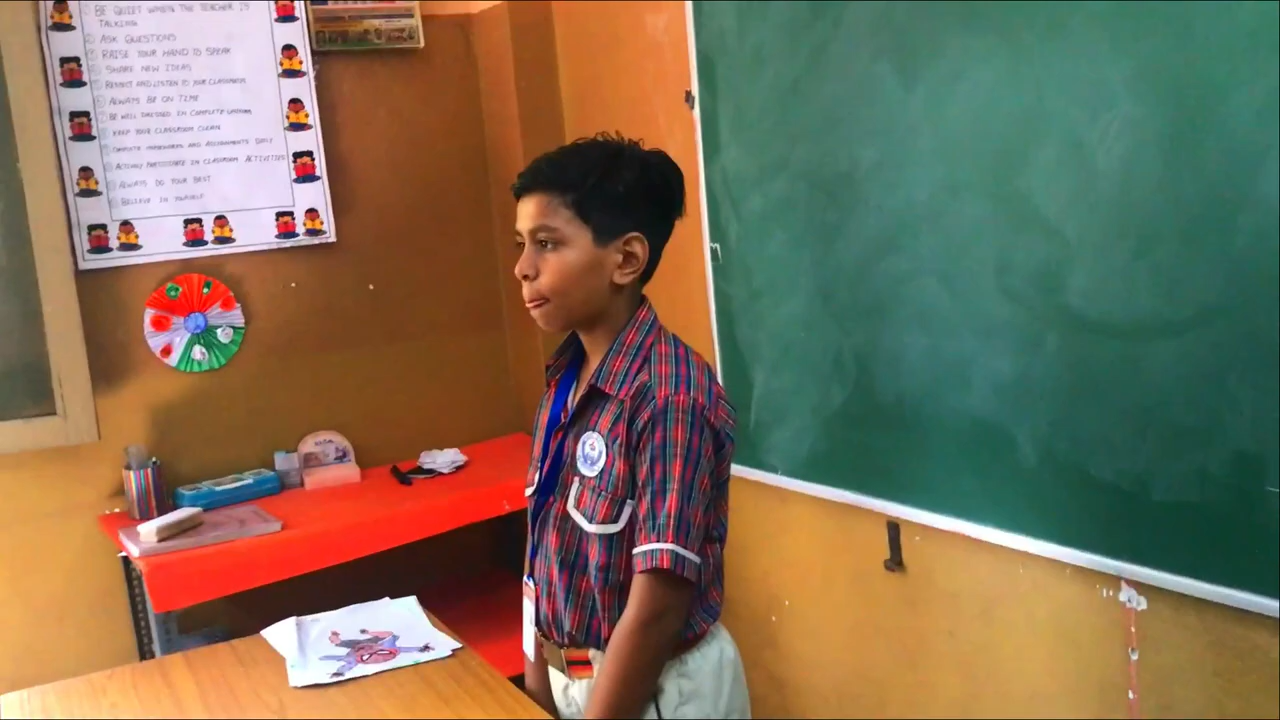 BE QUIET WHEN THE TEACHER IS
TALKING
ASK QUESTIONS
RAISE YOUR HAND TO SPEAK
SHARE NEW IDEAS
RESPECT AND LISTEN TO YOUR CLASSROOM
ALWAYS BE ON TIME
BE WELL DRESSED IN COMPLETE UNIFORM
KEEP YOUR CLASSROOM CLEAN
COMPLETE HOMEWORKS AND ASSIGNMENTS DAILY
ACTIVELY PARTICIPATE IN CLASSROOM ACTIVITIES
ALWAYS DO YOUR BEST
BELIEVE IN YOURSELF